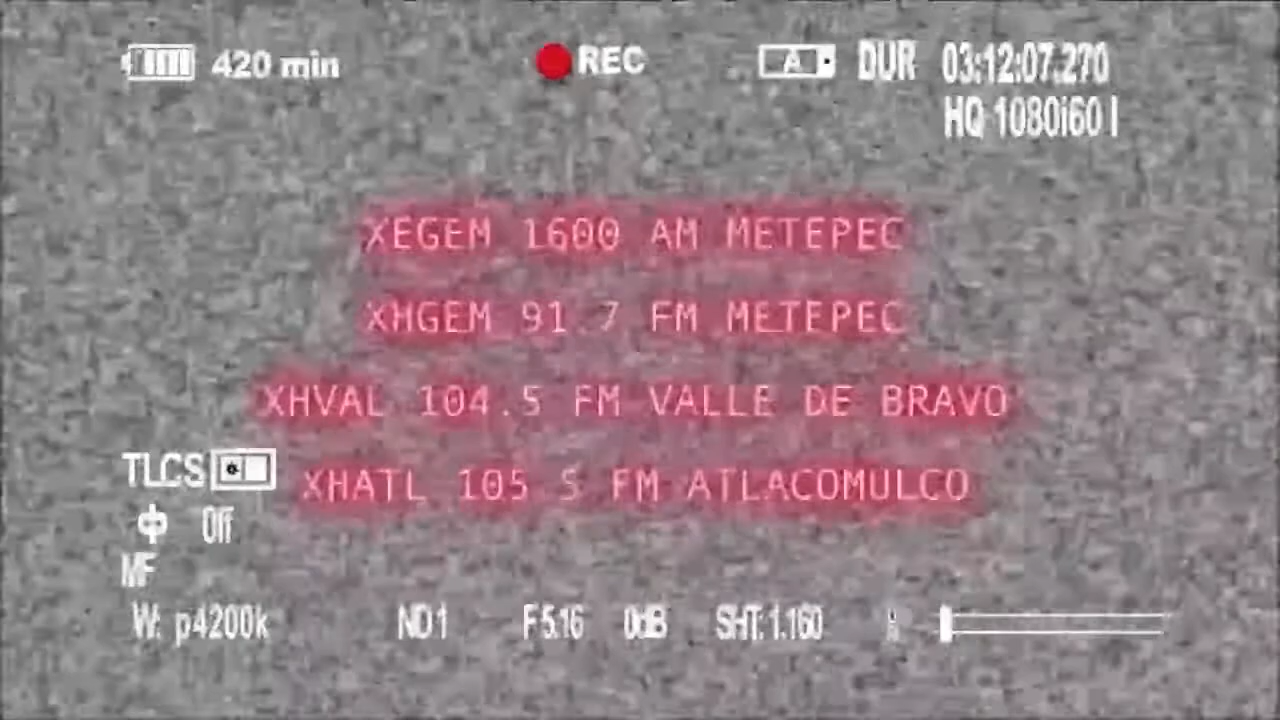 420 min REC A DUR 03:12:07.270
HQ 1080i60 I
XEGEM 1600 AM METEPEC
XHGEM 91.7 FM METEPEC
XHVAL 104.5 FM VALLE DE BRAVO
XHATL 105 5 FM ATLACOMULCO
TLCS
Off
MF
W: p4200k ND1 F5.16 0dB SHT: 1.160